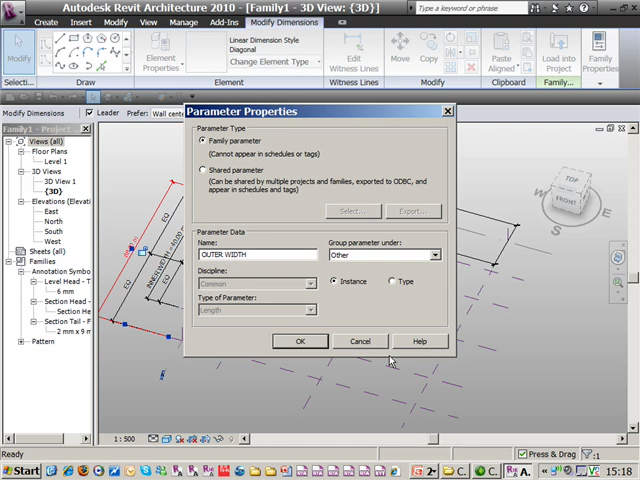 Autodesk Revit Architecture 2010 - Family1 - 3D View: {3D}
Type a keyword or phrase
Create Insert Modify View Manage Add-Ins Modify Dimensions
Modify
Element Properties
Linear Dimension Style
Diagonal
Change Element Type
Edit Witness Lines
Move
Copy
Paste Aligned
Load into Project
Family Properties
Selecti...
Draw
Element
Witness Lines
Modify
Clipboard
Family...
Modify Dimensions
Leader
Prefer: Wall cente
Family1 - Project
Views (all)
Floor Plans
Level 1
3D Views
3D View 1
{3D}
Elevations (Elevation
East
North
South
West
Sheets (all)
Families
Annotation Symbo
Level Head - T
6 mm
Section Head
Section He
Section Tail - F
2 mm x 9 m
Pattern
EQ
EQ
TOP
FRONT
W
S
E
Parameter Properties
Parameter Type
Family parameter
(Cannot appear in schedules or tags)
Shared parameter
(Can be shared by multiple projects and families, exported to ODBC, and
appear in schedules and tags)
Select...
Export...
Parameter Data
Name:
OUTER WIDTH
Group parameter under:
Other
Discipline:
Common
Instance
Type
Type of Parameter:
Length
OK
Cancel
Help
1 : 500
Ready
Press & Drag
:1
Start
2
C.
C.
A.
15:18